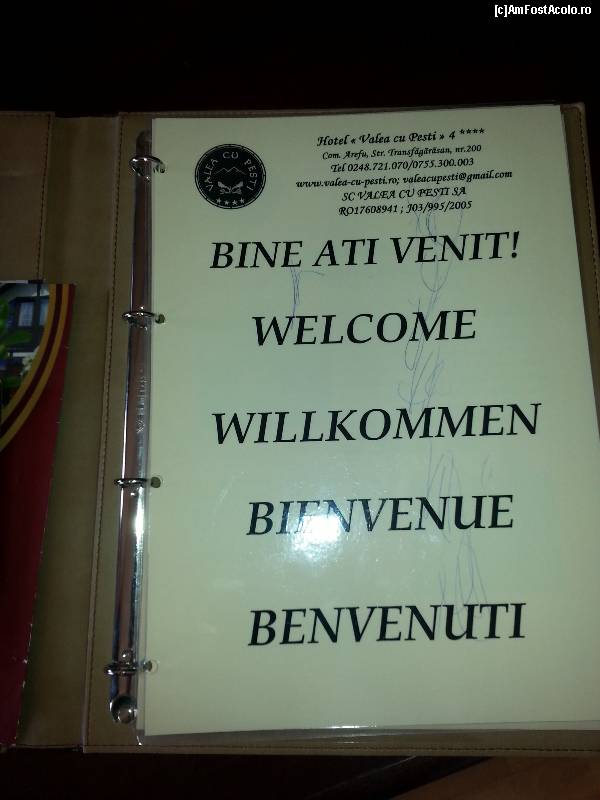 [c]AmFostAcolo.ro
Hotel « Valea cu Pesti » 4 ****
Com. Arefu, Str. Transfăgărăsan, nr.200
Tel 0248.721.070/0755.300.003
www.valea-cu-pesti.ro; valeacupesti@gmail.com
SC VALEA CU PESTI SA
RO17608941 ; J03/995/2005
VALEA CU PESTI
****
BINE ATI VENIT!
WELCOME
WILLKOMMEN
BIENVENUE
BENVENUTI